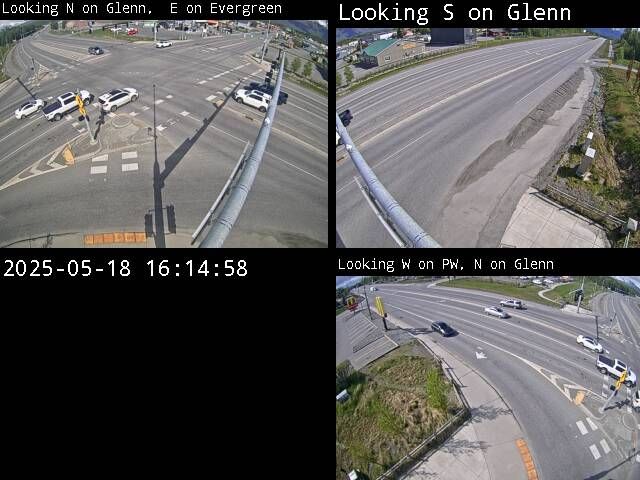 Looking N on Glenn,  E on Evergreen
Looking S on Glenn
2025-05-18 16:14:58
Looking W on PW, N on Glenn